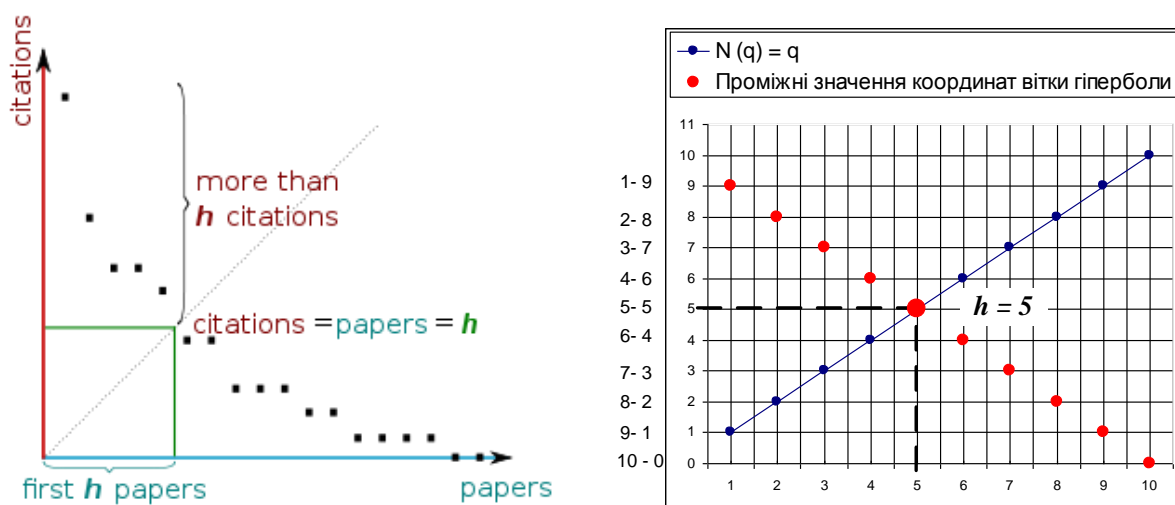 citations
more than
h citations
citations =papers = h
first h papers
papers
N (q) = q
Проміжні значення координат вітки гіперболи
1- 9
2- 8
3- 7
4- 6
5- 5
6- 4
7- 3
8- 2
9- 1
10 - 0
11
10
9
8
7
6
5
4
3
2
1
0
h = 5
1 2 3 4 5 6 7 8 9 10